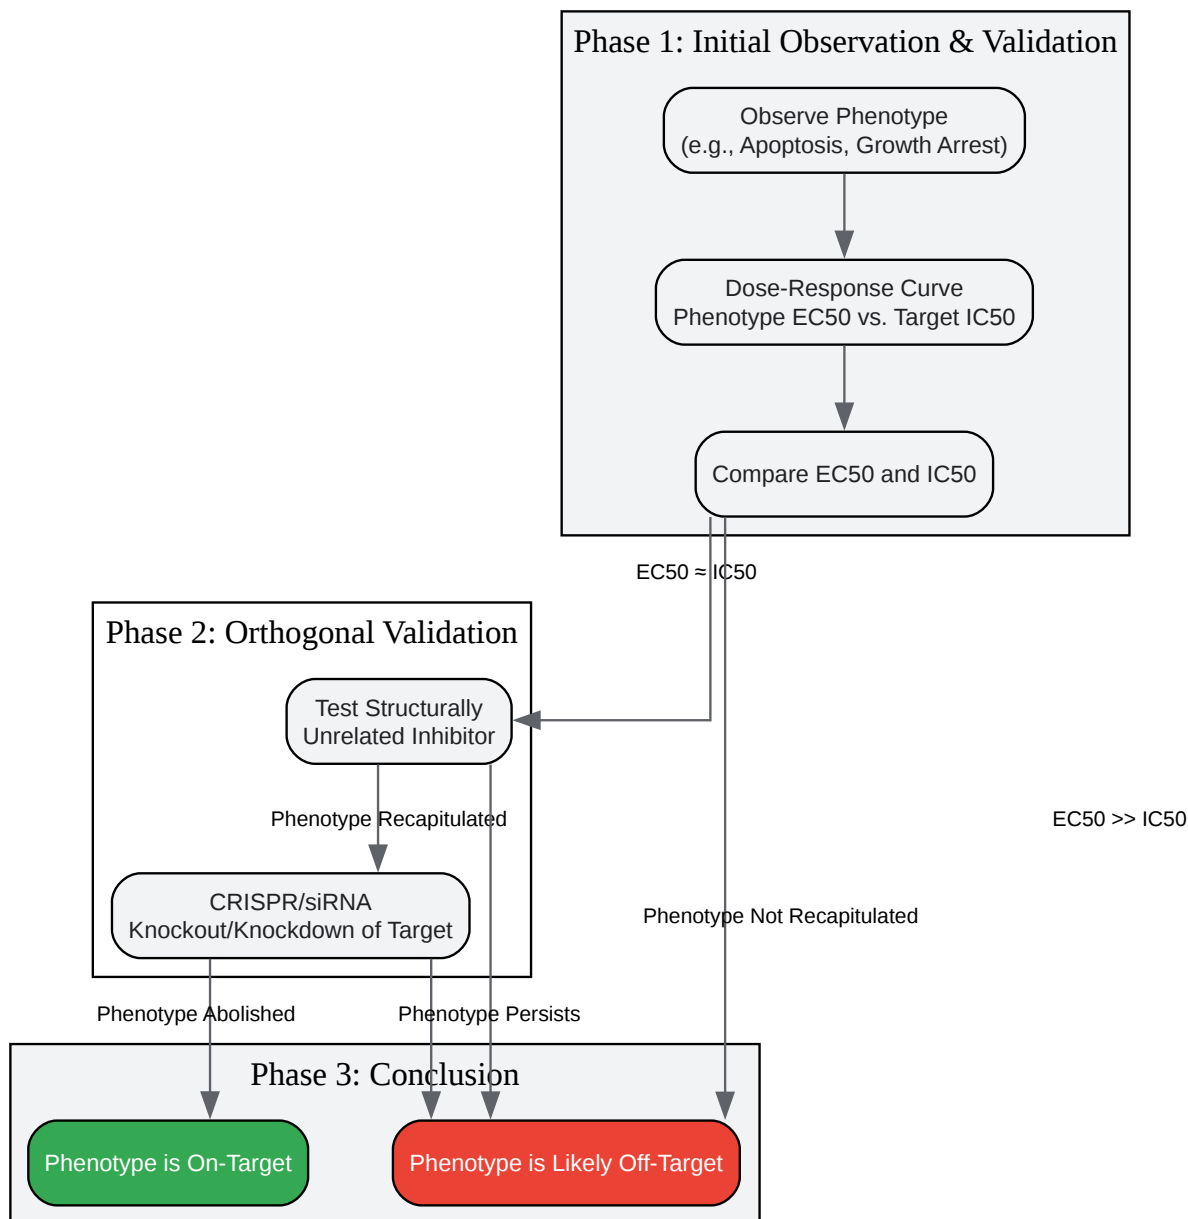 Phase 1: Initial Observation & Validation
Observe Phenotype
(e.g., Apoptosis, Growth Arrest)
Dose-Response Curve
Phenotype EC50 vs. Target IC50
Compare EC50 and IC50
EC50 ≈ IC50
Phase 2: Orthogonal Validation
Test Structurally
Unrelated Inhibitor
Phenotype Recapitulated
EC50 >> IC50
CRISPR/siRNA
Knockout/Knockdown of Target
Phenotype Not Recapitulated
Phenotype Abolished
Phenotype Persists
Phase 3: Conclusion
Phenotype is On-Target
Phenotype is Likely Off-Target